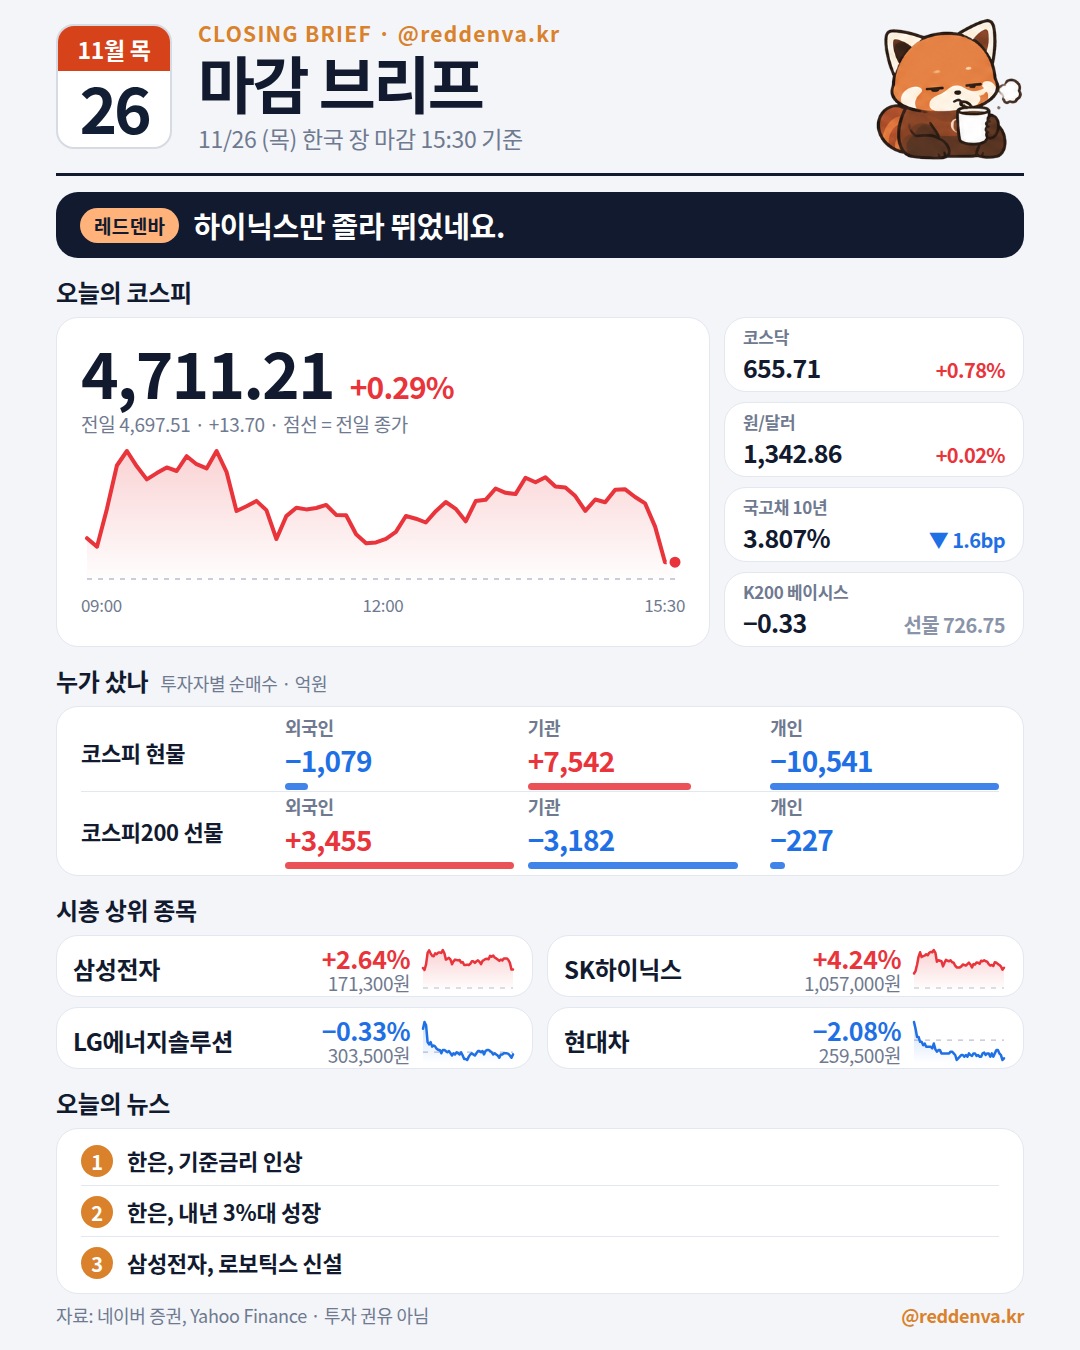 11월 목
26
CLOSING BRIEF · @reddenva.kr
마감 브리프
11/26 (목) 한국 장 마감 15:30 기준
레드덴바 하이닉스만 졸라 뛰었네요.
오늘의 코스피
4,711.21 +0.29%
전일 4,697.51 · +13.70 · 점선 = 전일 종가
09:00 12:00 15:30
코스닥
655.71 +0.78%
원/달러
1,342.86 +0.02%
국고채 10년
3.807% ▼ 1.6bp
K200 베이시스
−0.33 선물 726.75
누가 샀나 투자자별 순매수 · 억원
코스피 현물
외국인 기관 개인
−1,079 +7,542 −10,541
코스피200 선물
외국인 기관 개인
+3,455 −3,182 −227
시총 상위 종목
삼성전자 +2.64%
171,300원
SK하이닉스 +4.24%
1,057,000원
LG에너지솔루션 −0.33%
303,500원
현대차 −2.08%
259,500원
오늘의 뉴스
1 한은, 기준금리 인상
2 한은, 내년 3%대 성장
3 삼성전자, 로보틱스 신설
자료: 네이버 증권, Yahoo Finance · 투자 권유 아님
@reddenva.kr